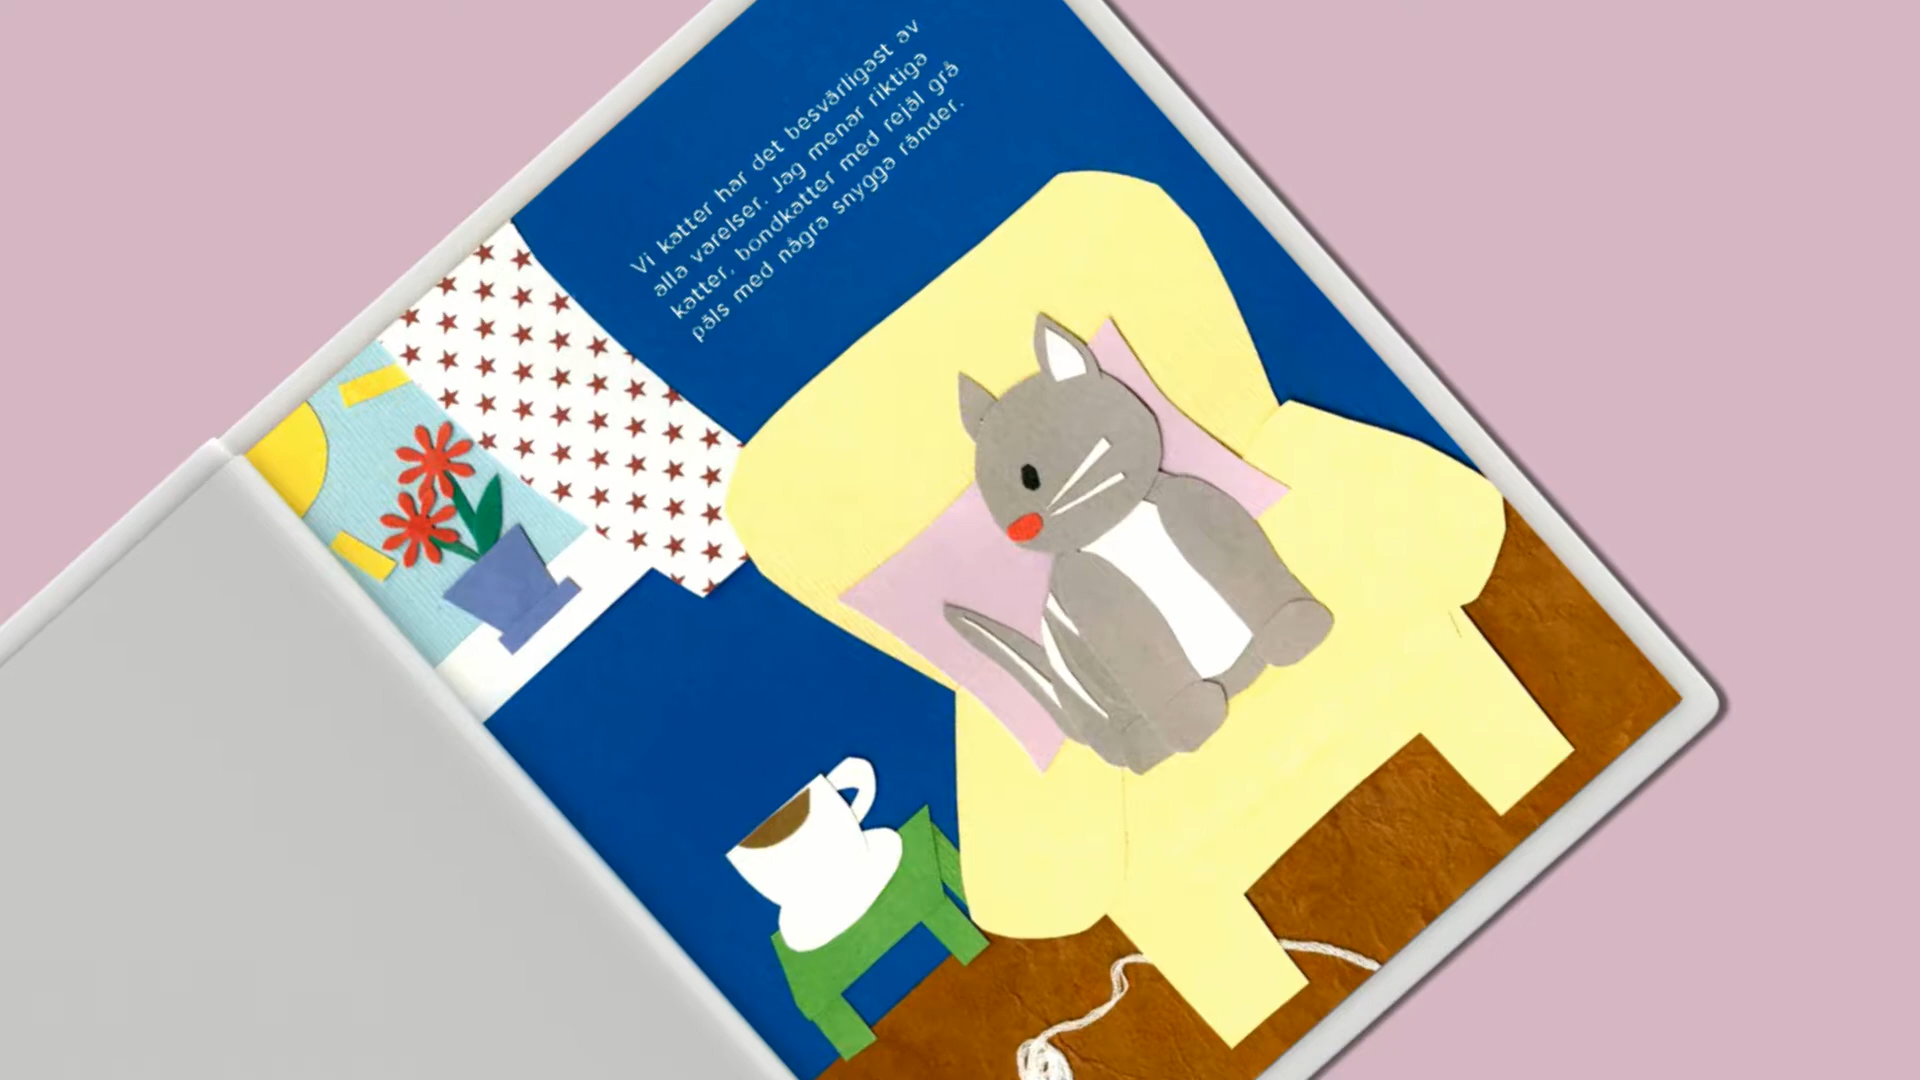 Vi katter har det besvärligast av
alla varelser. Jag menar riktiga
katter, bondkatter med rejäl grå
päls med några snygga ränder.